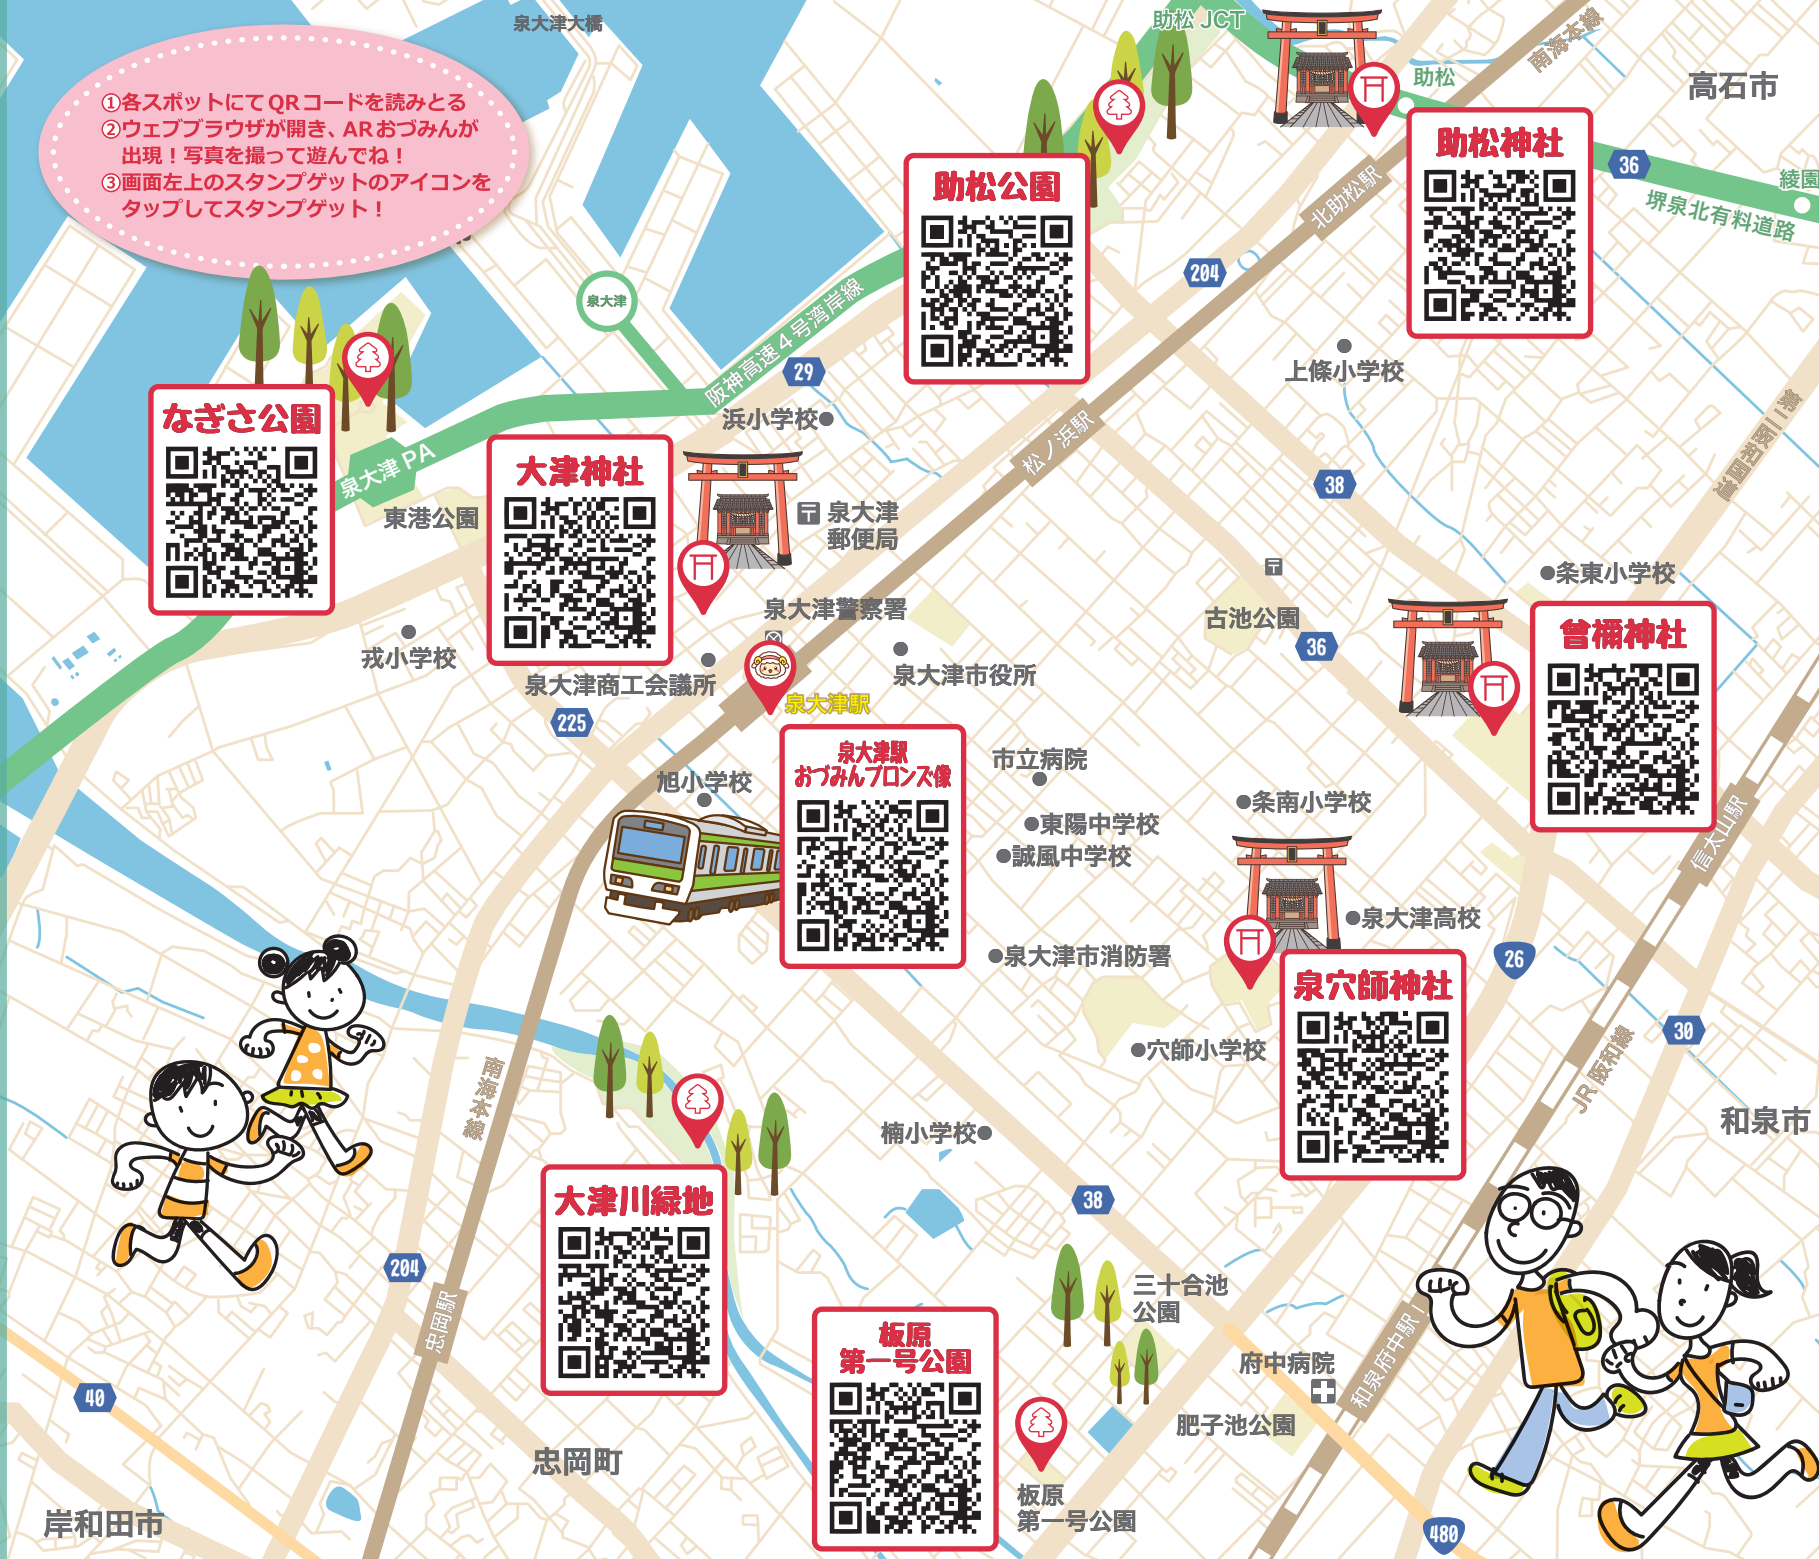 泉大津大橋
助松 JCT
南海本線
高石市
①各スポットにてQRコードを読みとる
②ウェブブラウザが開き、ARおづみんが
出現！写真を撮って遊んでね！
③画面左上のスタンプゲットのアイコンを
タップしてスタンプゲット！
助松
助松神社
36
綾園
堺泉北有料道路
助松公園
北助松駅
204
泉大津
阪神高速4号湾岸線
29
浜小学校
上條小学校
なぎさ公園
泉大津 PA
東港公園
大津神社
泉大津
郵便局
松ノ浜駅
38
第二阪和国道
条東小学校
古池公園
36
曾禰神社
泉大津警察署
戎小学校
泉大津商工会議所
泉大津市役所
泉大津駅
225
旭小学校
泉大津駅
おづみんブロンズ像
市立病院
東陽中学校
誠風中学校
条南小学校
信太山駅
泉大津高校
泉大津市消防署
26
泉穴師神社
穴師小学校
30
JR阪和線
和泉市
南海本線
楠小学校
大津川緑地
38
204
忠岡駅
三十合池
公園
板原
第一号公園
府中病院
和泉府中駅
肥子池公園
40
忠岡町
板原
第一号公園
岸和田市
480